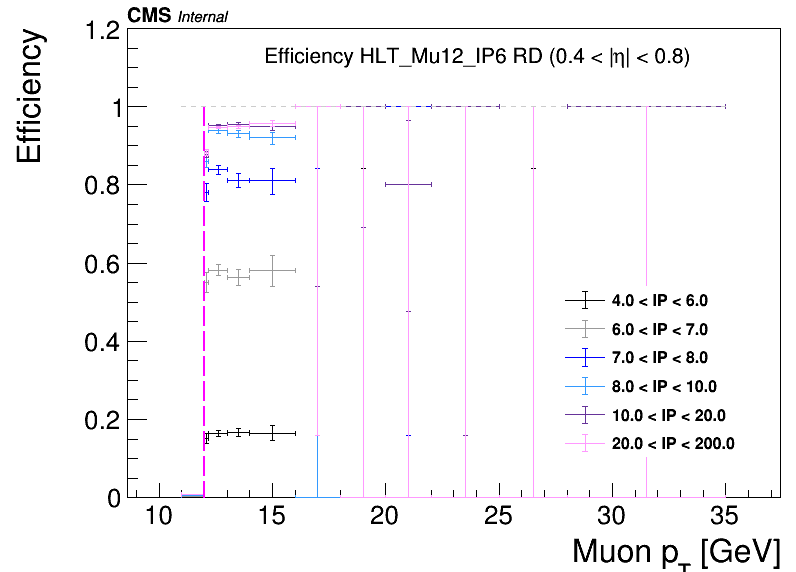 CMS Internal
Efficiency HLT_Mu12_IP6 RD (0.4 < |η| < 0.8)
Efficiency
1.2
1
0.8
0.6
0.4
0.2
0
4.0 < IP < 6.0
6.0 < IP < 7.0
7.0 < IP < 8.0
8.0 < IP < 10.0
10.0 < IP < 20.0
20.0 < IP < 200.0
10 15 20 25 30 35
Muon p_T [GeV]